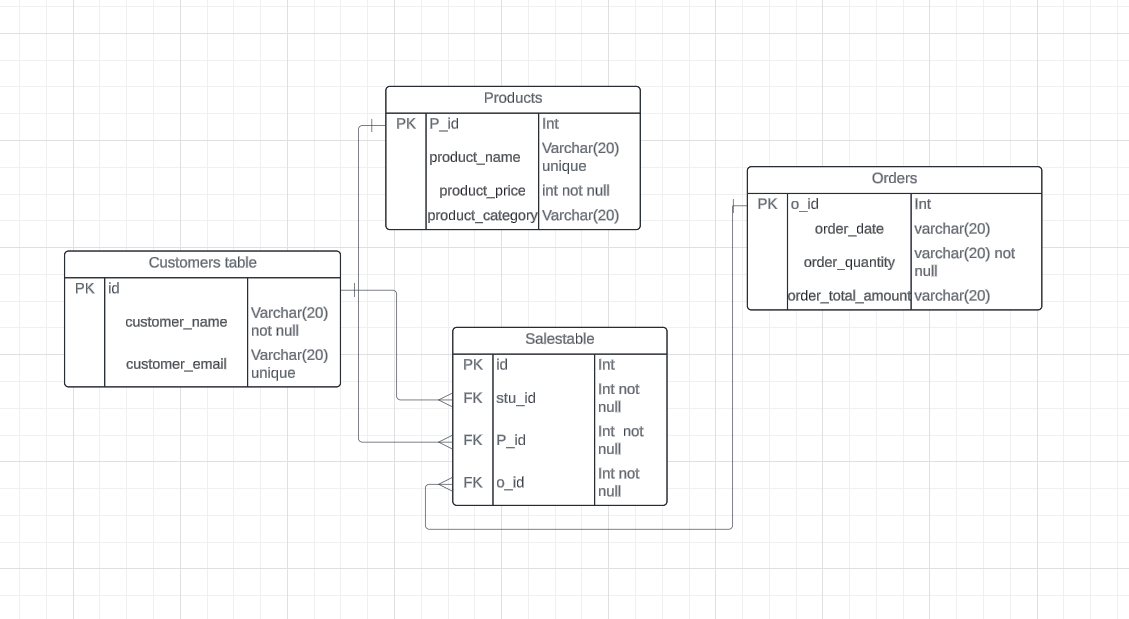 Products
PK P_id Int
product_name Varchar(20)
unique
product_price int not null
product_category Varchar(20)
Orders
PK o_id Int
order_date varchar(20)
order_quantity varchar(20) not
null
order_total_amount varchar(20)
Customers table
PK id
customer_name Varchar(20)
not null
customer_email Varchar(20)
unique
Salestable
PK id Int
FK stu_id Int not
null
FK P_id Int not
null
FK o_id Int not
null